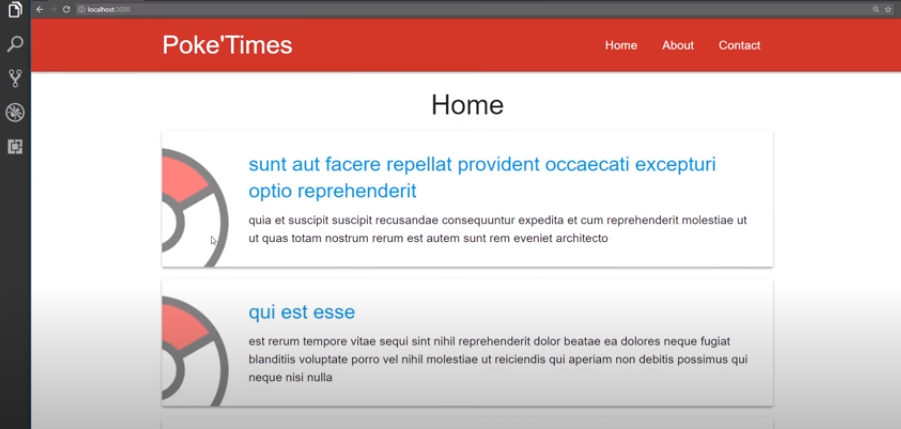 localhost:3000
Poke'Times
Home
About
Contact
Home
sunt aut facere repellat provident occaecati excepturi
optio reprehenderit
quia et suscipit suscipit recusandae consequuntur expedita et cum reprehenderit molestiae ut
ut quas totam nostrum rerum est autem sunt rem eveniet architecto
qui est esse
est rerum tempore vitae sequi sint nihil reprehenderit dolor beatae ea dolores neque fugiat
blanditiis voluptate porro vel nihil molestiae ut reiciendis qui aperiam non debitis possimus qui
neque nisi nulla